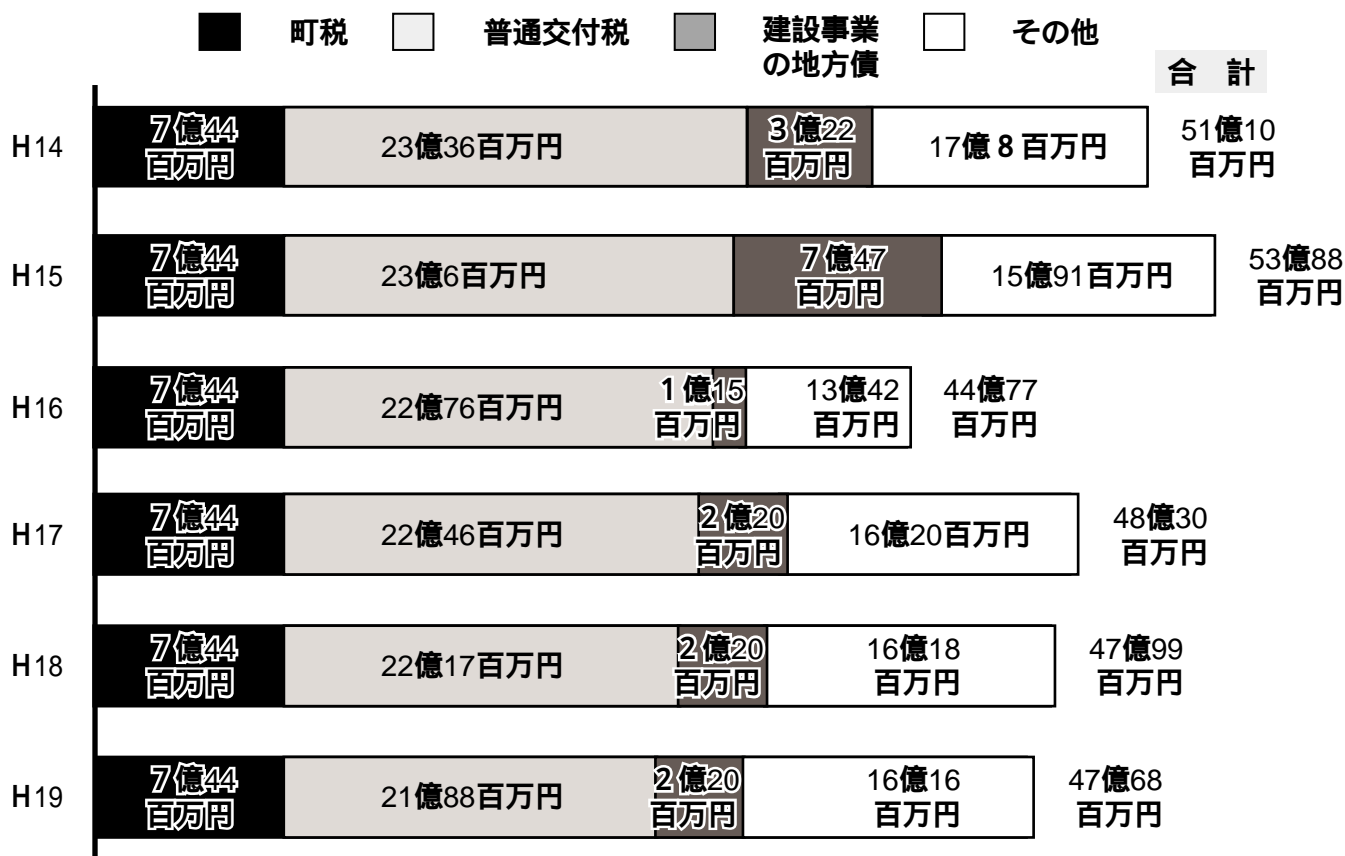 町税 普通交付税 建設事業の地方債 その他
合 計
H14 7億44百万円 23億36百万円 3億22百万円 17億8百万円 51億10百万円
H15 7億44百万円 23億6百万円 7億47百万円 15億91百万円 53億88百万円
H16 7億44百万円 22億76百万円 1億15百万円 13億42百万円 44億77百万円
H17 7億44百万円 22億46百万円 2億20百万円 16億20百万円 48億30百万円
H18 7億44百万円 22億17百万円 2億20百万円 16億18百万円 47億99百万円
H19 7億44百万円 21億88百万円 2億20百万円 16億16百万円 47億68百万円